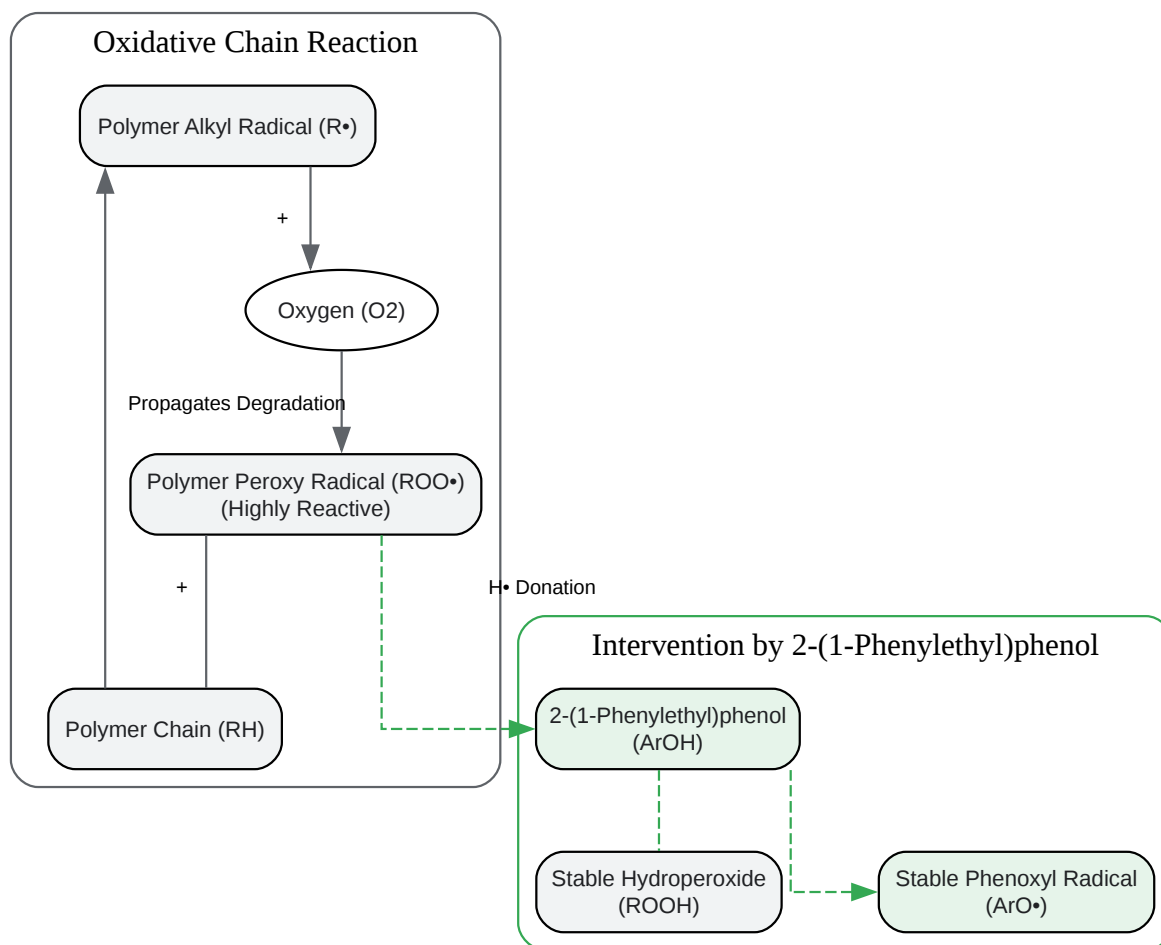 Oxidative Chain Reaction
Polymer Alkyl Radical (R•)
+
Oxygen (O2)
Propagates Degradation
Polymer Peroxy Radical (ROO•)
(Highly Reactive)
+
H• Donation
Intervention by 2-(1-Phenylethyl)phenol
Polymer Chain (RH)
2-(1-Phenylethyl)phenol
(ArOH)
Stable Hydroperoxide
(ROOH)
Stable Phenoxyl Radical
(ArO•)